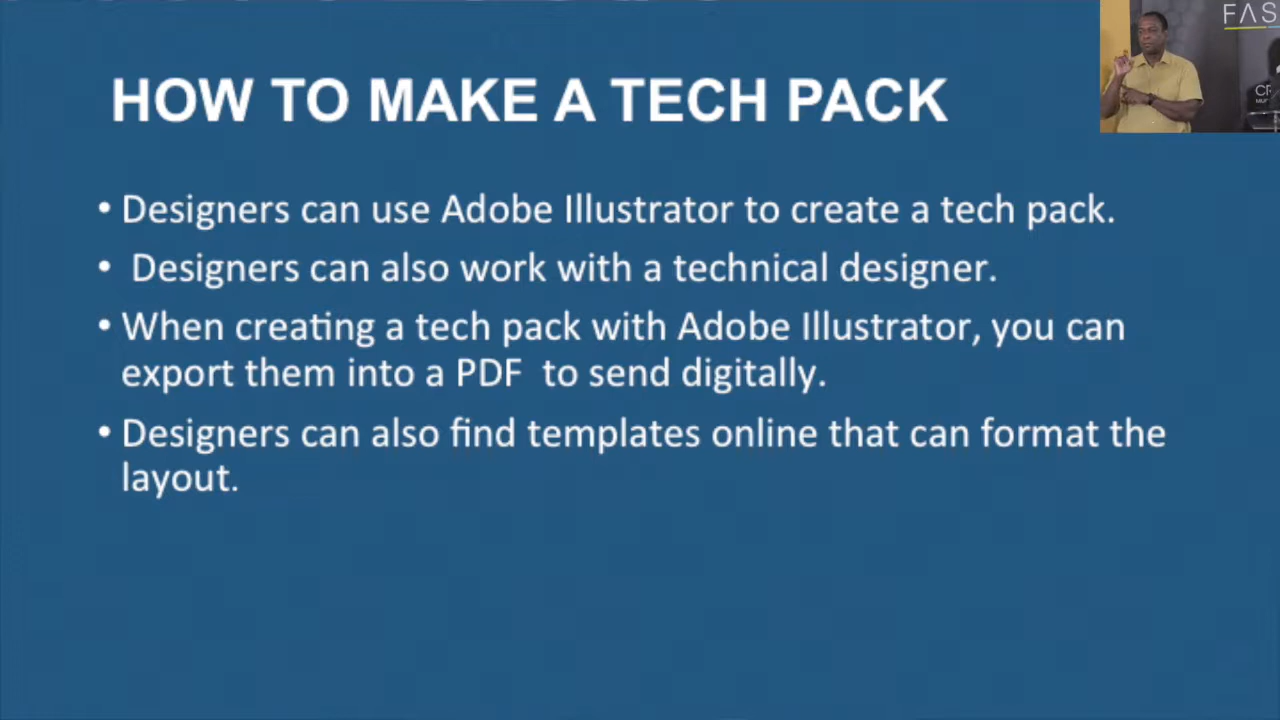 FAS
HOW TO MAKE A TECH PACK
• Designers can use Adobe Illustrator to create a tech pack.
• Designers can also work with a technical designer.
• When creating a tech pack with Adobe Illustrator, you can
export them into a PDF to send digitally.
• Designers can also find templates online that can format the
layout.